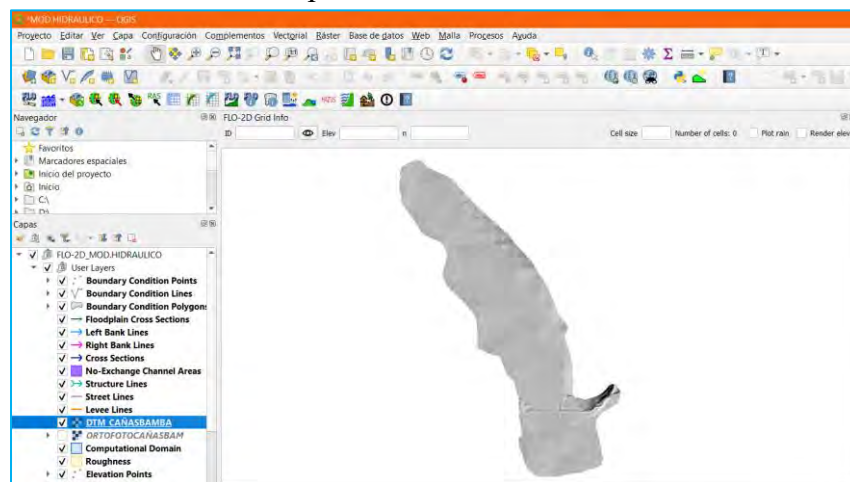 *MOD.HIDRAULICO — QGIS
Proyecto Editar Ver Capa Configuración Complementos Vectorial Ráster Base de datos Web Malla Procesos Ayuda
Navegador
FLO-2D Grid Info
ID Elev n Cell size Number of cells: 0 Plot rain Render elev
Favoritos
Marcadores espaciales
Inicio del proyecto
Inicio
C:\
D:\
Capas
FLO-2D_MOD.HIDRAULICO
User Layers
Boundary Condition Points
Boundary Condition Lines
Boundary Condition Polygons
Floodplain Cross Sections
Left Bank Lines
Right Bank Lines
Cross Sections
No-Exchange Channel Areas
Structure Lines
Street Lines
Levee Lines
DTM_CAÑASBAMBA
ORTOFOTOCAÑASBAM
Computational Domain
Roughness
Elevation Points